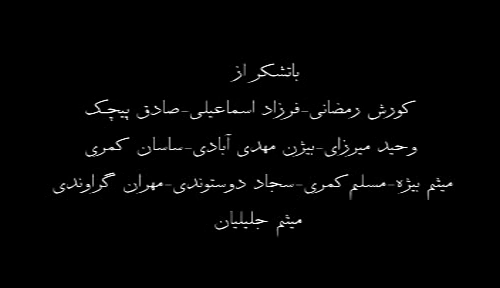 باتشکر از
کورش رمضانی-فرزاد اسماعیلی-صادق پیچک
وحید میرزای-بیژن مهدی آبادی-ساسان کمری
میثم بیژه-مسلم کمری-سجاد دوستوندی-مهران گراوندی
میثم جلیلیان